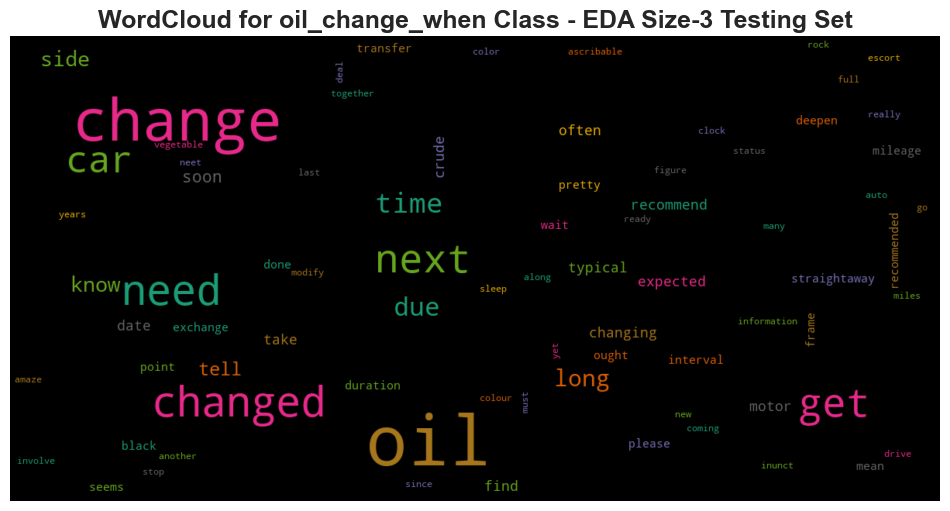 WordCloud for oil_change_when Class - EDA Size-3 Testing Set
rock
transfer
color
ascribable
side
escort
deal
full
together
change
often
deepen
really
clock
vegetable
crude
status
mileage
car
neet
soon
last
figure
pretty
auto
time
recommend
years
ready
go
wait
many
recommended
next
done
typical
modify
along
straightaway
know
need
sleep
expected
miles
due
date
exchange
information
frame
take
changing
yet
ought
interval
point
tell
amaze
duration
long
changed
colour
must
get
motor
oil
new
coming
black
please
another
drive
involve
stop
inunct
mean
seems
since
find